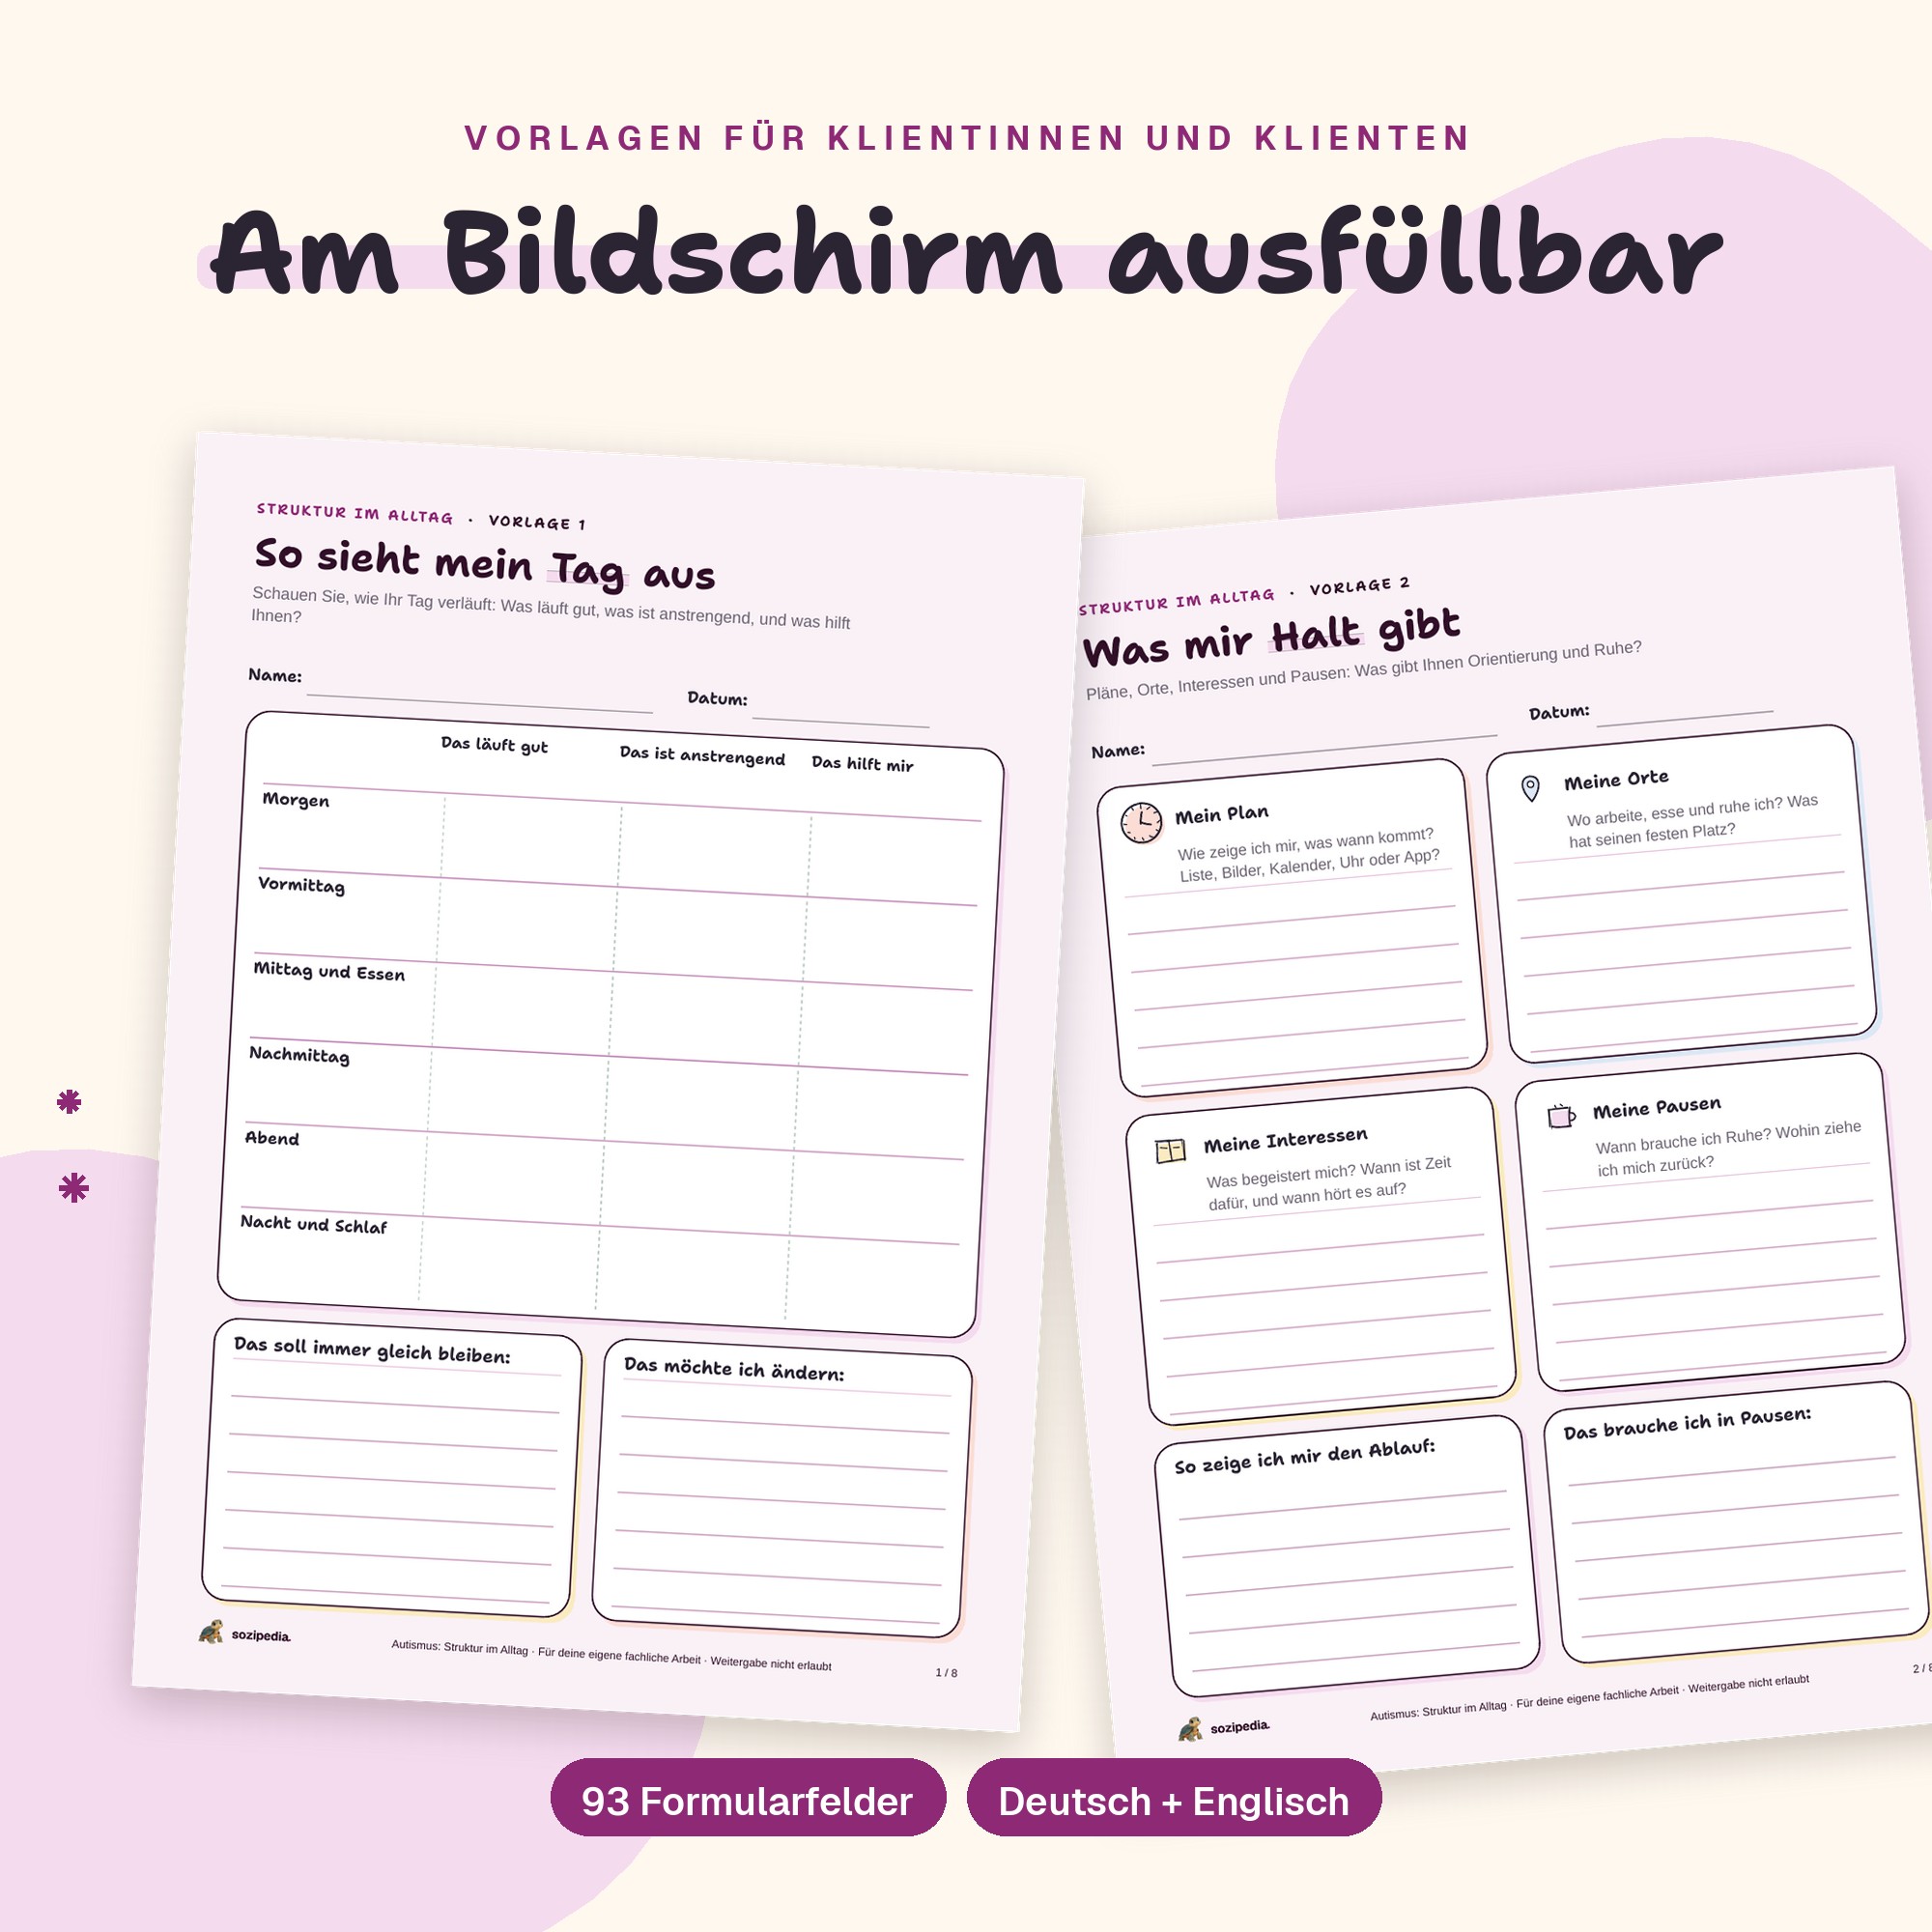 VORLAGEN FÜR KLIENTINNEN UND KLIENTEN
Am Bildschirm ausfüllbar
STRUKTUR IM ALLTAG · VORLAGE 1
So sieht mein Tag aus
Schauen Sie, wie Ihr Tag verläuft: Was läuft gut, was ist anstrengend, und was hilft
Ihnen?
Name:
Datum:
Das läuft gut
Das ist anstrengend
Das hilft mir
Morgen
Vormittag
Mittag und Essen
Nachmittag
Abend
Nacht und Schlaf
Das soll immer gleich bleiben:
Das möchte ich ändern:
sozipedia.
Autismus: Struktur im Alltag · Für deine eigene fachliche Arbeit · Weitergabe nicht erlaubt
1 / 8
STRUKTUR IM ALLTAG · VORLAGE 2
Was mir Halt gibt
Pläne, Orte, Interessen und Pausen: Was gibt Ihnen Orientierung und Ruhe?
Name:
Datum:
Mein Plan
Wie zeige ich mir, was wann kommt?
Liste, Bilder, Kalender, Uhr oder App?
Meine Orte
Wo arbeite, esse und ruhe ich? Was
hat seinen festen Platz?
Meine Interessen
Was begeistert mich? Wann ist Zeit
dafür, und wann hört es auf?
Meine Pausen
Wann brauche ich Ruhe? Wohin ziehe
ich mich zurück?
So zeige ich mir den Ablauf:
Das brauche ich in Pausen:
sozipedia.
Autismus: Struktur im Alltag · Für deine eigene fachliche Arbeit · Weitergabe nicht erlaubt
2 / 8
93 Formularfelder
Deutsch + Englisch